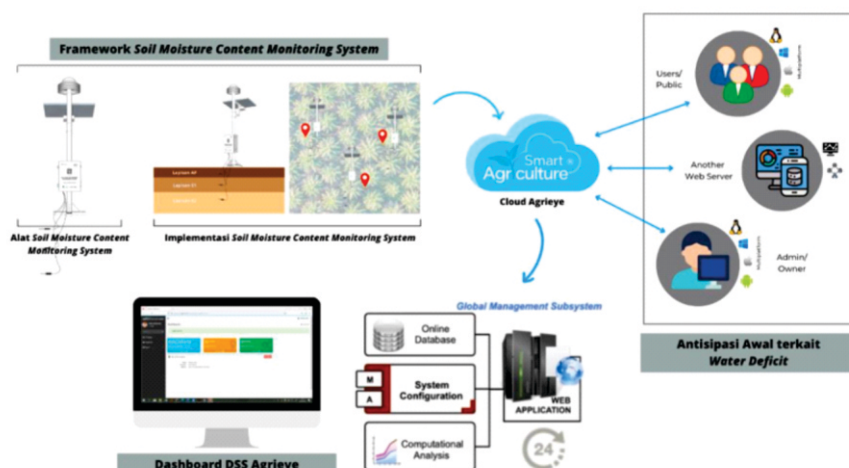 Framework Soil Moisture Content Monitoring System
Alat Soil Moisture Content
Monitoring System
Implementasi Soil Moisture Content Monitoring System
Smart
Agr culture
Cloud Agrieye
Users/
Public
Multiplatform
Another
Web Server
Admin/
Owner
Multiplatform
Antisipasi Awal terkait
Water Deficit
Global Management Subsystem
Online
Database
M
A
System
Configuration
Computational
Analysis
WEB
APPLICATION
24
Dashboard DSS Agrieye